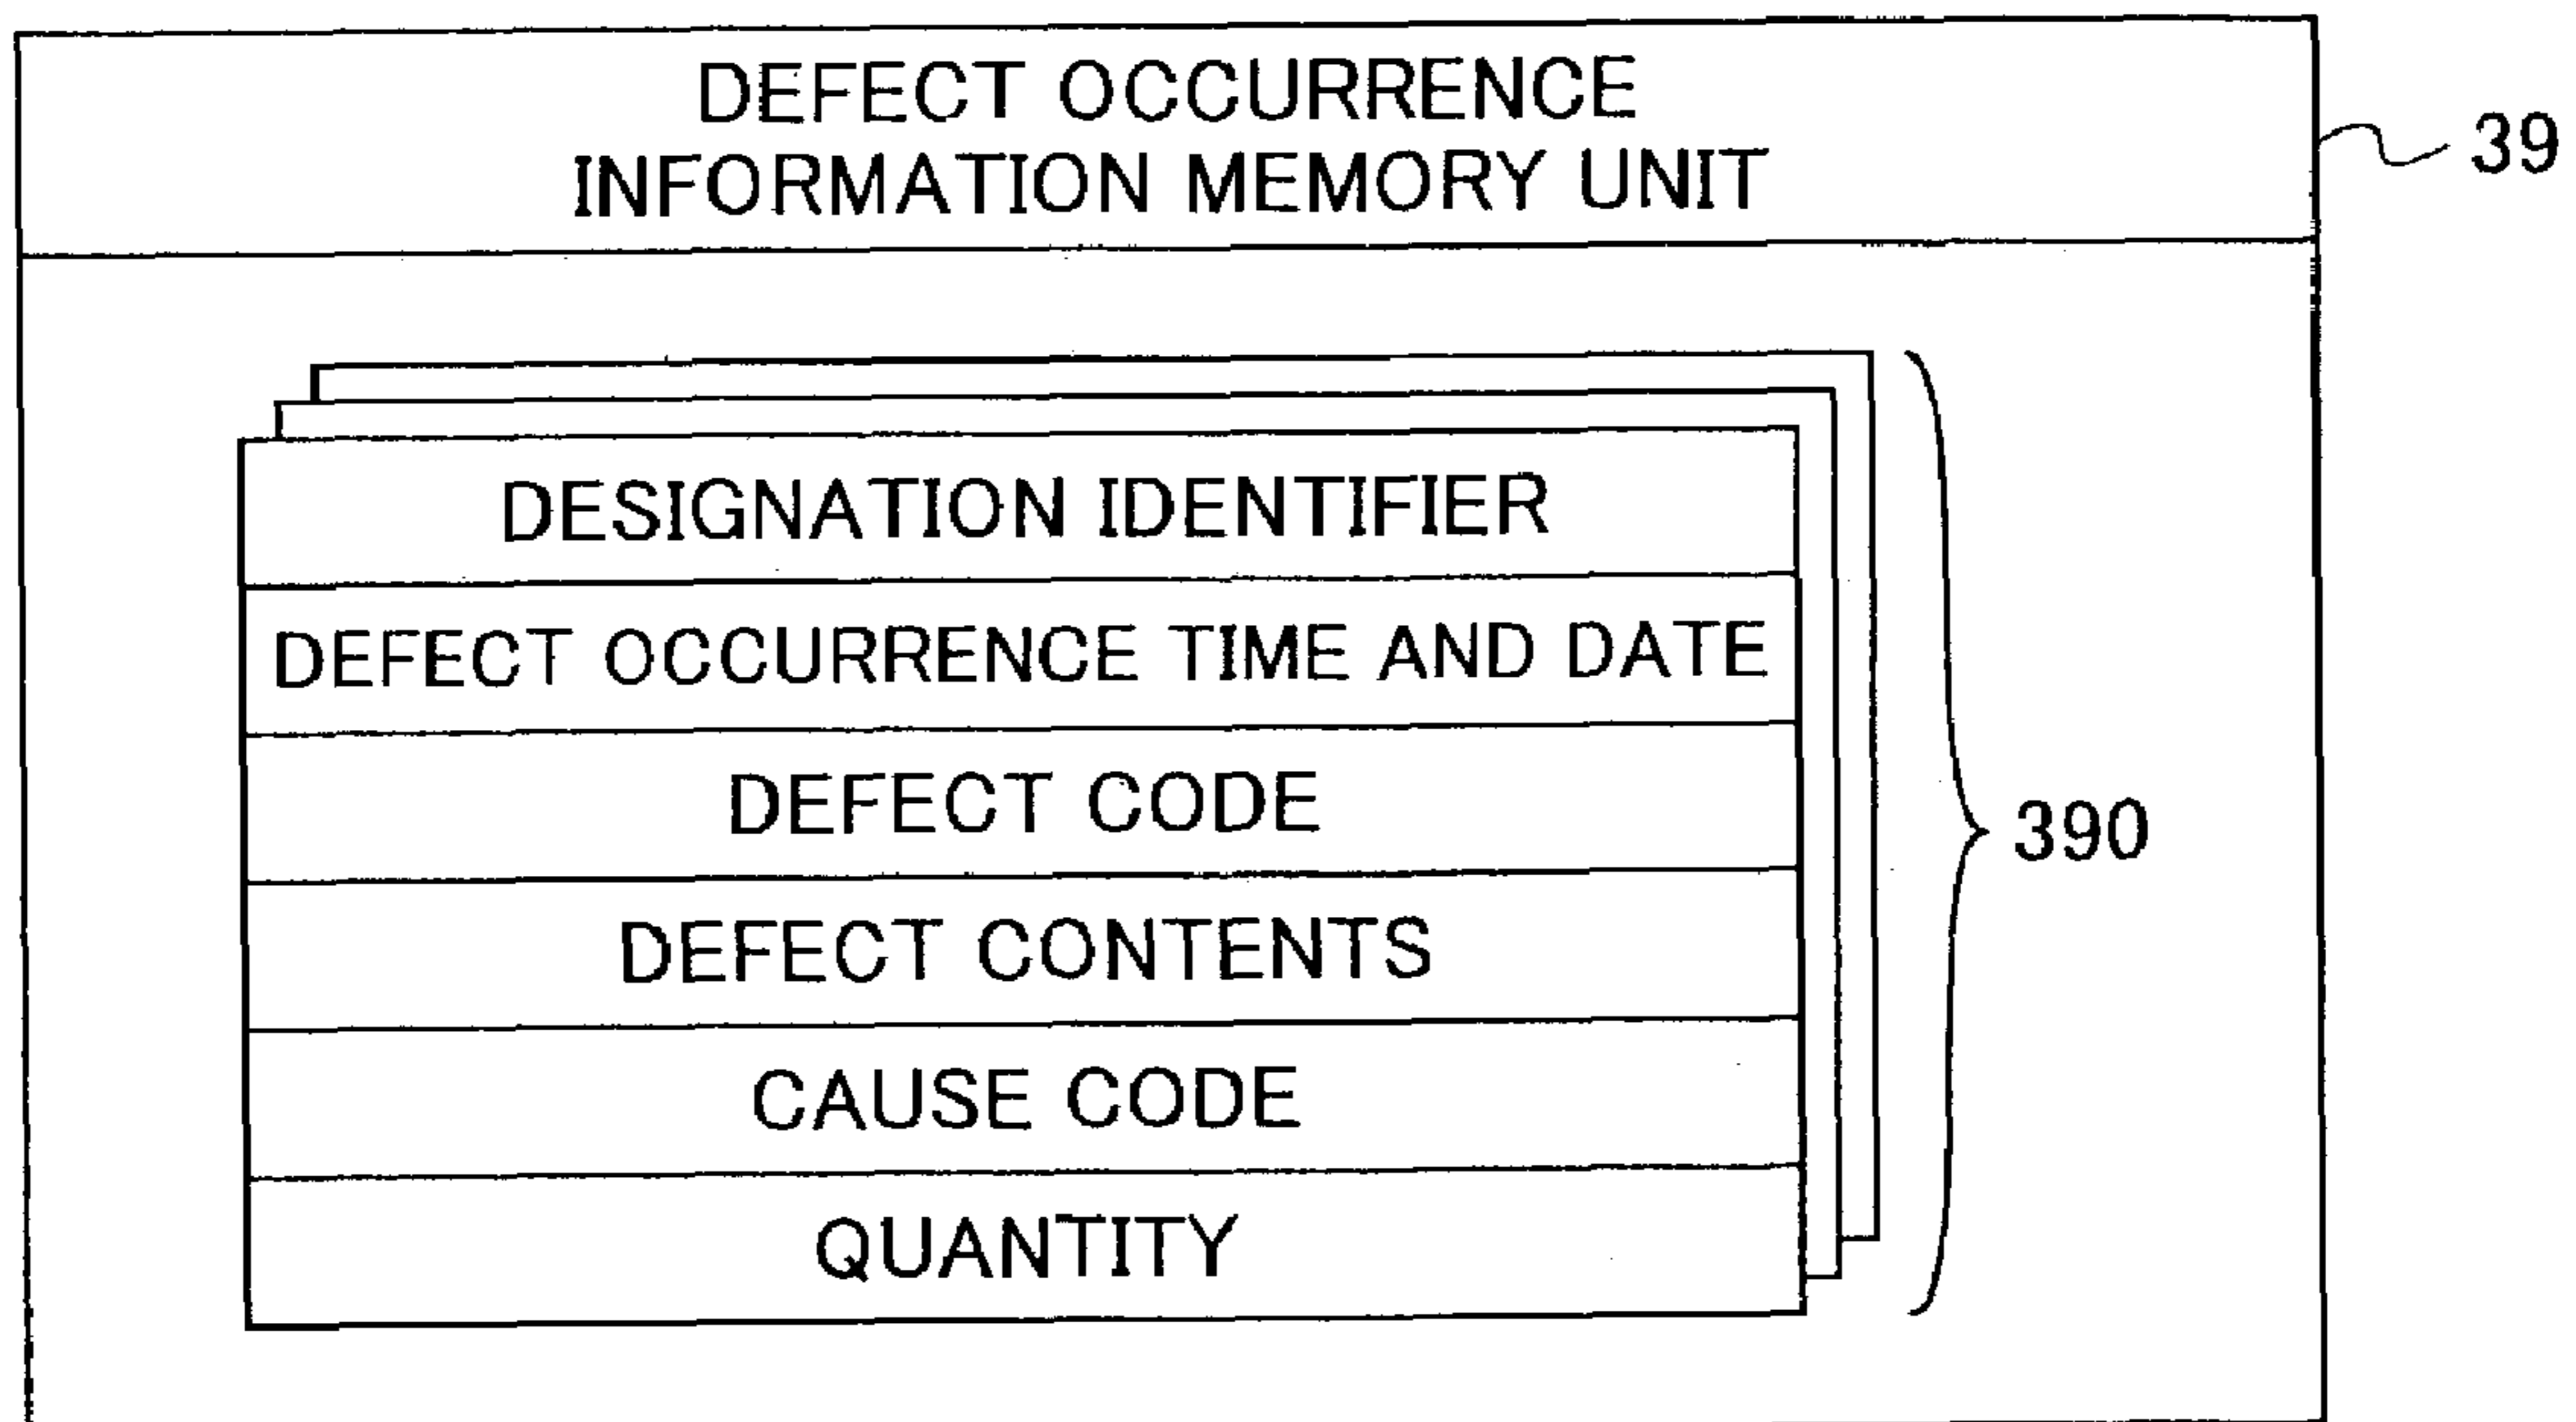 DEFECT OCCURRENCE
INFORMATION MEMORY UNIT
39
DESIGNATION IDENTIFIER
DEFECT OCCURRENCE TIME AND DATE
DEFECT CODE
390
DEFECT CONTENTS
CAUSE CODE
QUANTITY